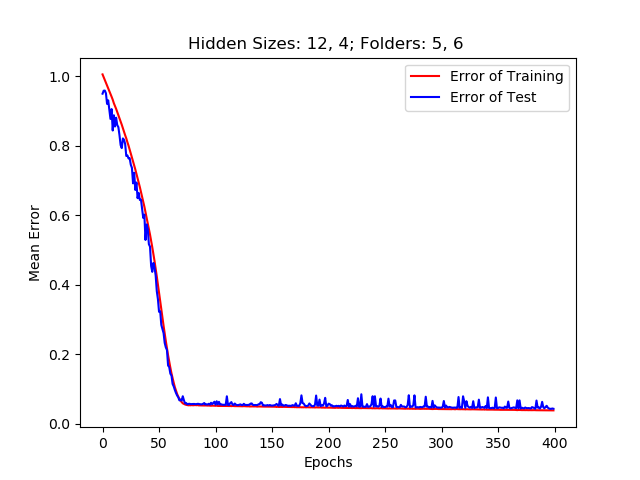 Hidden Sizes: 12, 4; Folders: 5, 6
Error of Training
Error of Test
Mean Error
1.0
0.8
0.6
0.4
0.2
0.0
0 50 100 150 200 250 300 350 400
Epochs